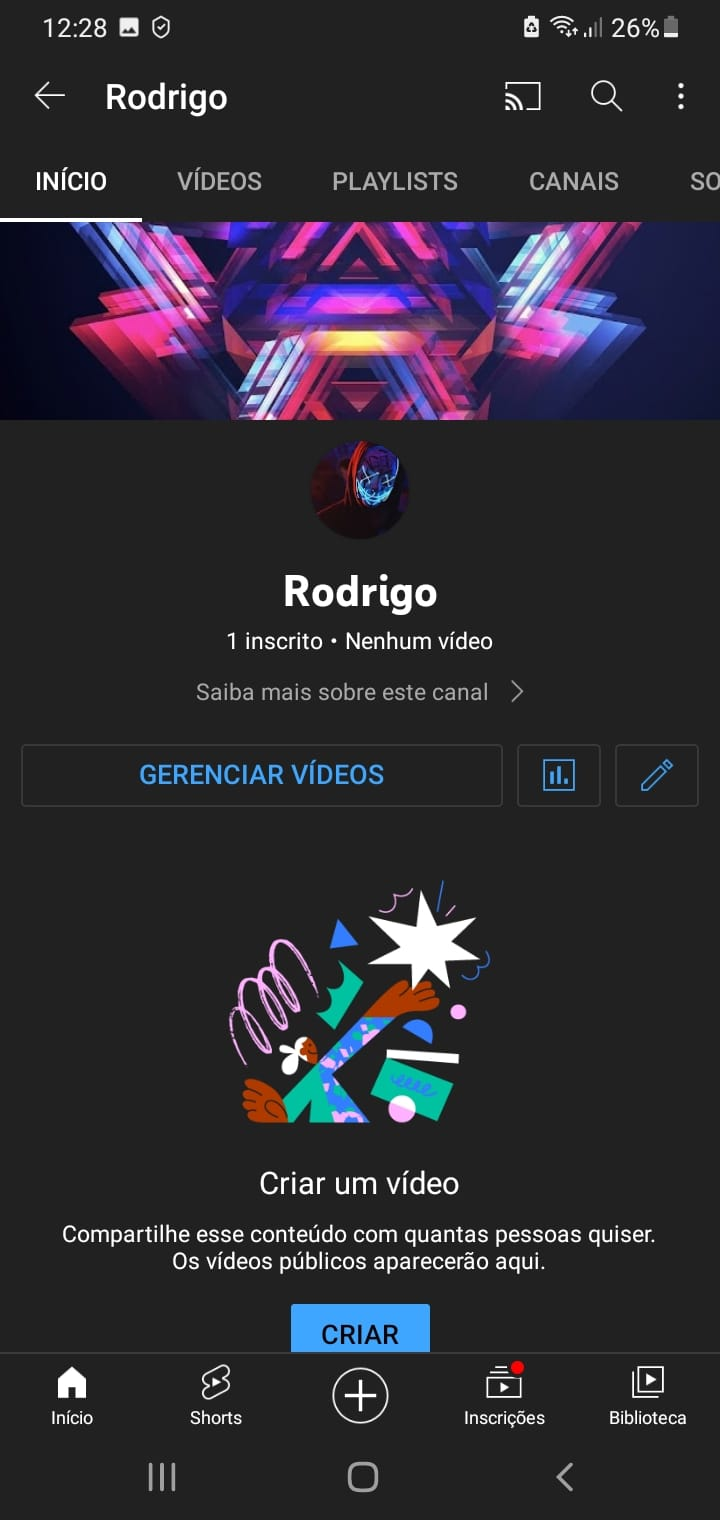 12:28 26%
Rodrigo
INÍCIO VÍDEOS PLAYLISTS CANAIS SO
Rodrigo
1 inscrito • Nenhum vídeo
Saiba mais sobre este canal
GERENCIAR VÍDEOS
Criar um vídeo
Compartilhe esse conteúdo com quantas pessoas quiser.
Os vídeos públicos aparecerão aqui.
CRIAR
Início Shorts Inscrições Biblioteca